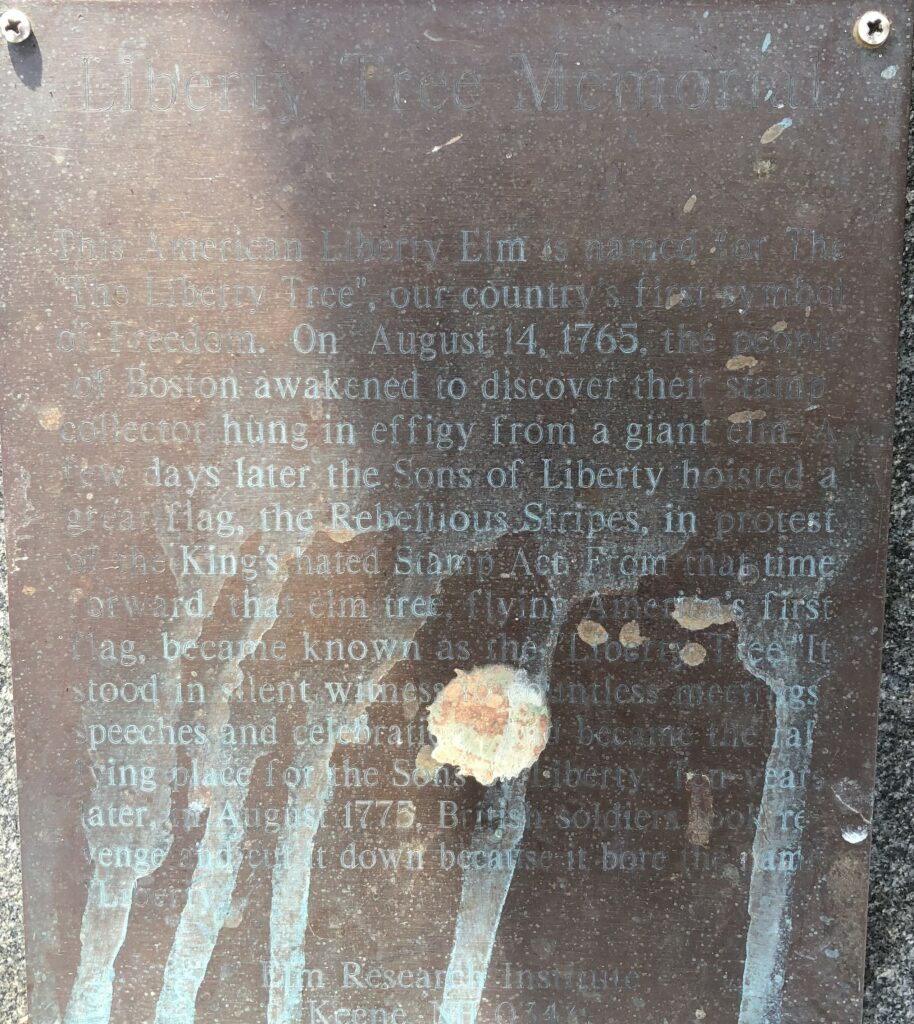 Liberty Tree Memorial
This American Liberty Elm is named for The
"The Liberty Tree", our country's first symbol
of Freedom. On August 14, 1765, the people
of Boston awakened to discover their stamp
collector hung in effigy from a giant elm. A
few days later the Sons of Liberty hoisted a
great flag, the Rebellious Stripes, in protest
of the King's hated Stamp Act. From that time
forward, that elm tree, flying America's first
flag, became known as the "Liberty Tree." It
stood in silent witness to countless meetings
speeches and became the ral-
lying place for the Sons of Liberty. Ten years
later, in August 1775, British soldiers took re-
venge and cut it down because it bore the name
Liberty.
Elm Research Institute
Keene, NH